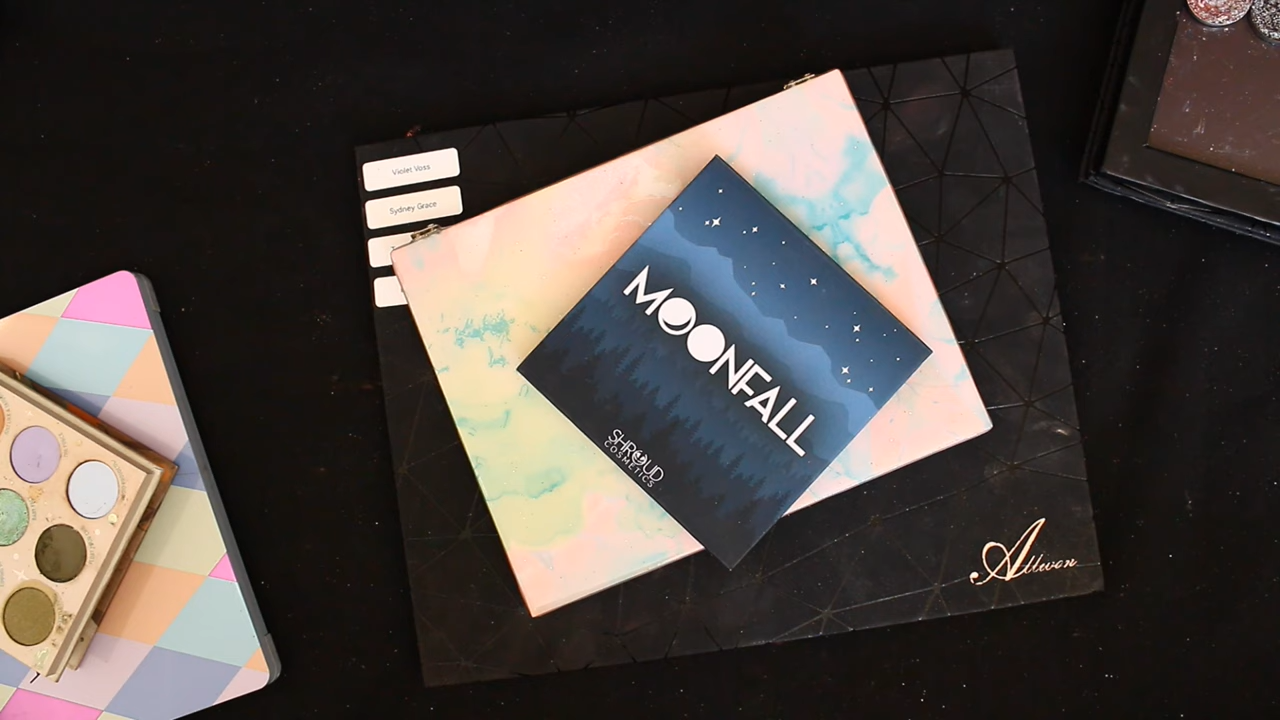 Violet Voss
Sydney Grace
MOONFALL
SHROUD
COSMETICS
Allwon